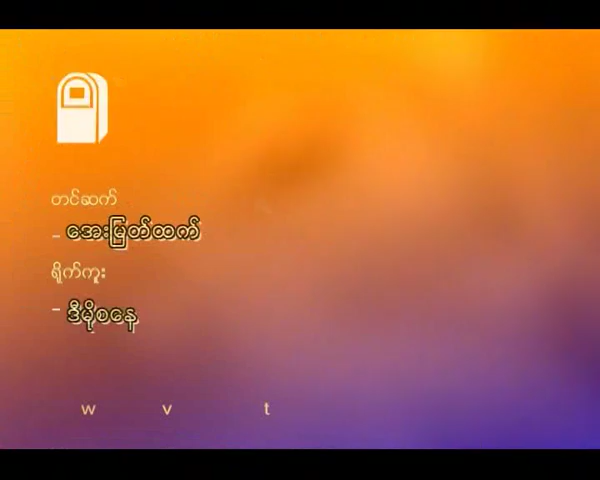 တင်ဆက်
– အေးမြတ်ထက်
ရိုက်ကူး
– ဒီမိုစနေ
w v t